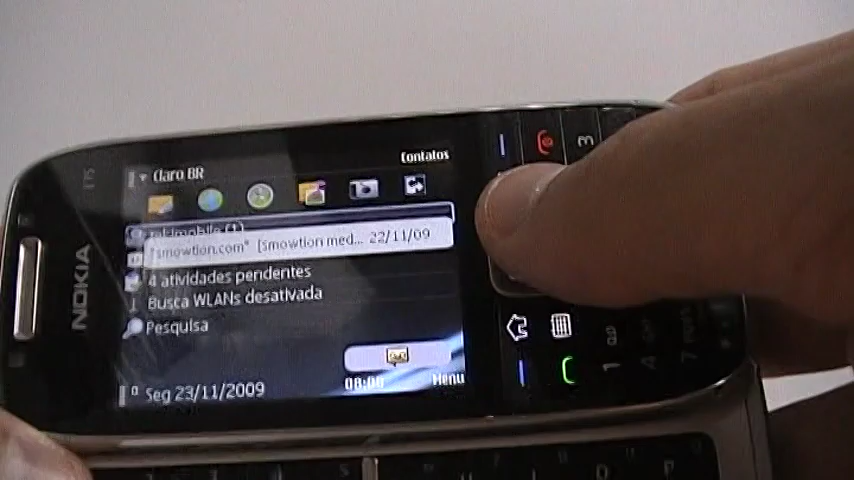 Contatos
Claro BR
"smowtion.com" [smowtion med... 22/11/09
4 atividades pendentes
Busca WLANs desativada
Pesquisa
08:00 Menu
Seg 23/11/2009
NOKIA
E75